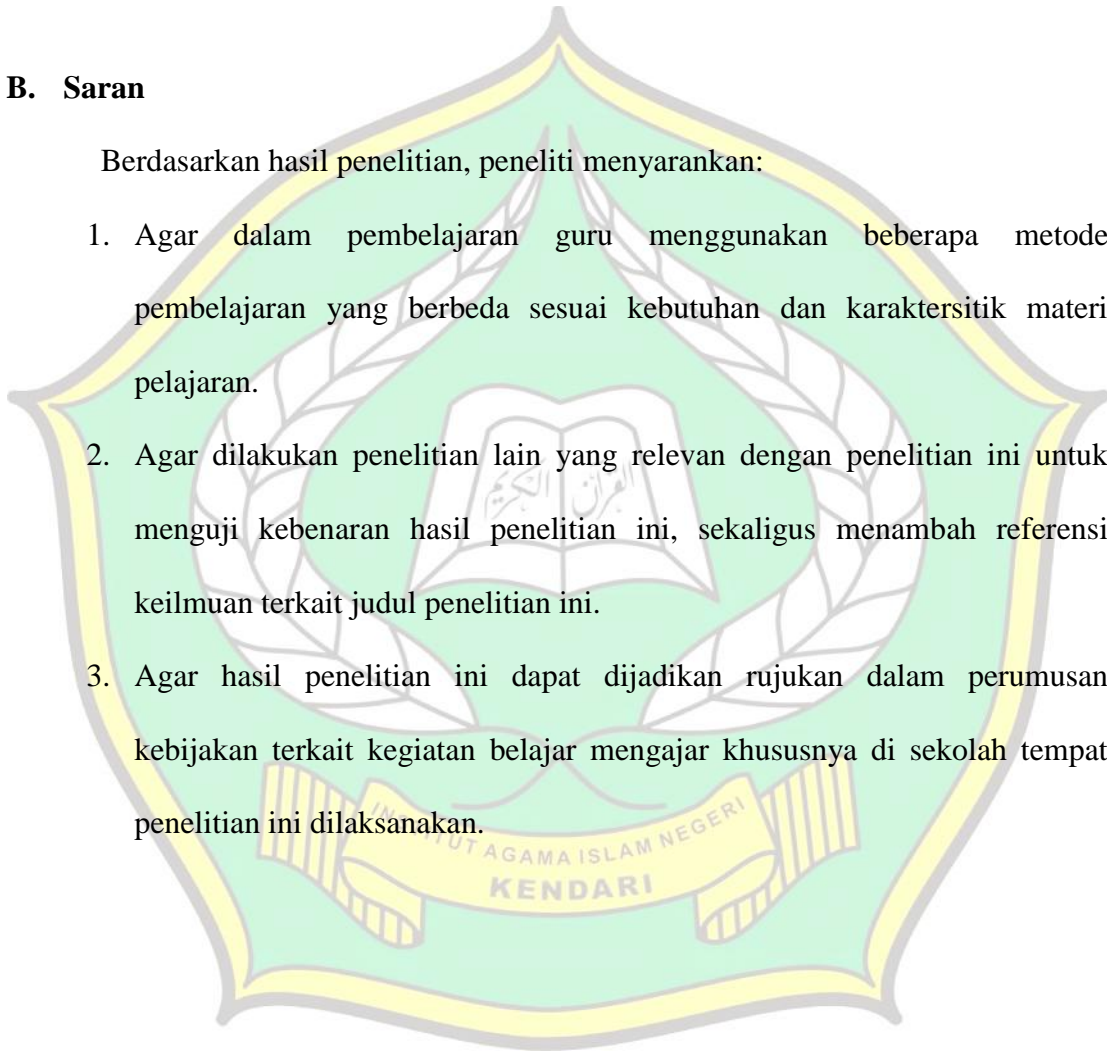 B. Saran
Berdasarkan hasil penelitian, peneliti menyarankan:
1. Agar dalam pembelajaran guru menggunakan beberapa metode
pembelajaran yang berbeda sesuai kebutuhan dan karaktersitik materi
pelajaran.
2. Agar dilakukan penelitian lain yang relevan dengan penelitian ini untuk
menguji kebenaran hasil penelitian ini, sekaligus menambah referensi
keilmuan terkait judul penelitian ini.
3. Agar hasil penelitian ini dapat dijadikan rujukan dalam perumusan
kebijakan terkait kegiatan belajar mengajar khususnya di sekolah tempat
penelitian ini dilaksanakan.
القرآن الكريم
INSTITUT AGAMA ISLAM NEGERI
KENDARI